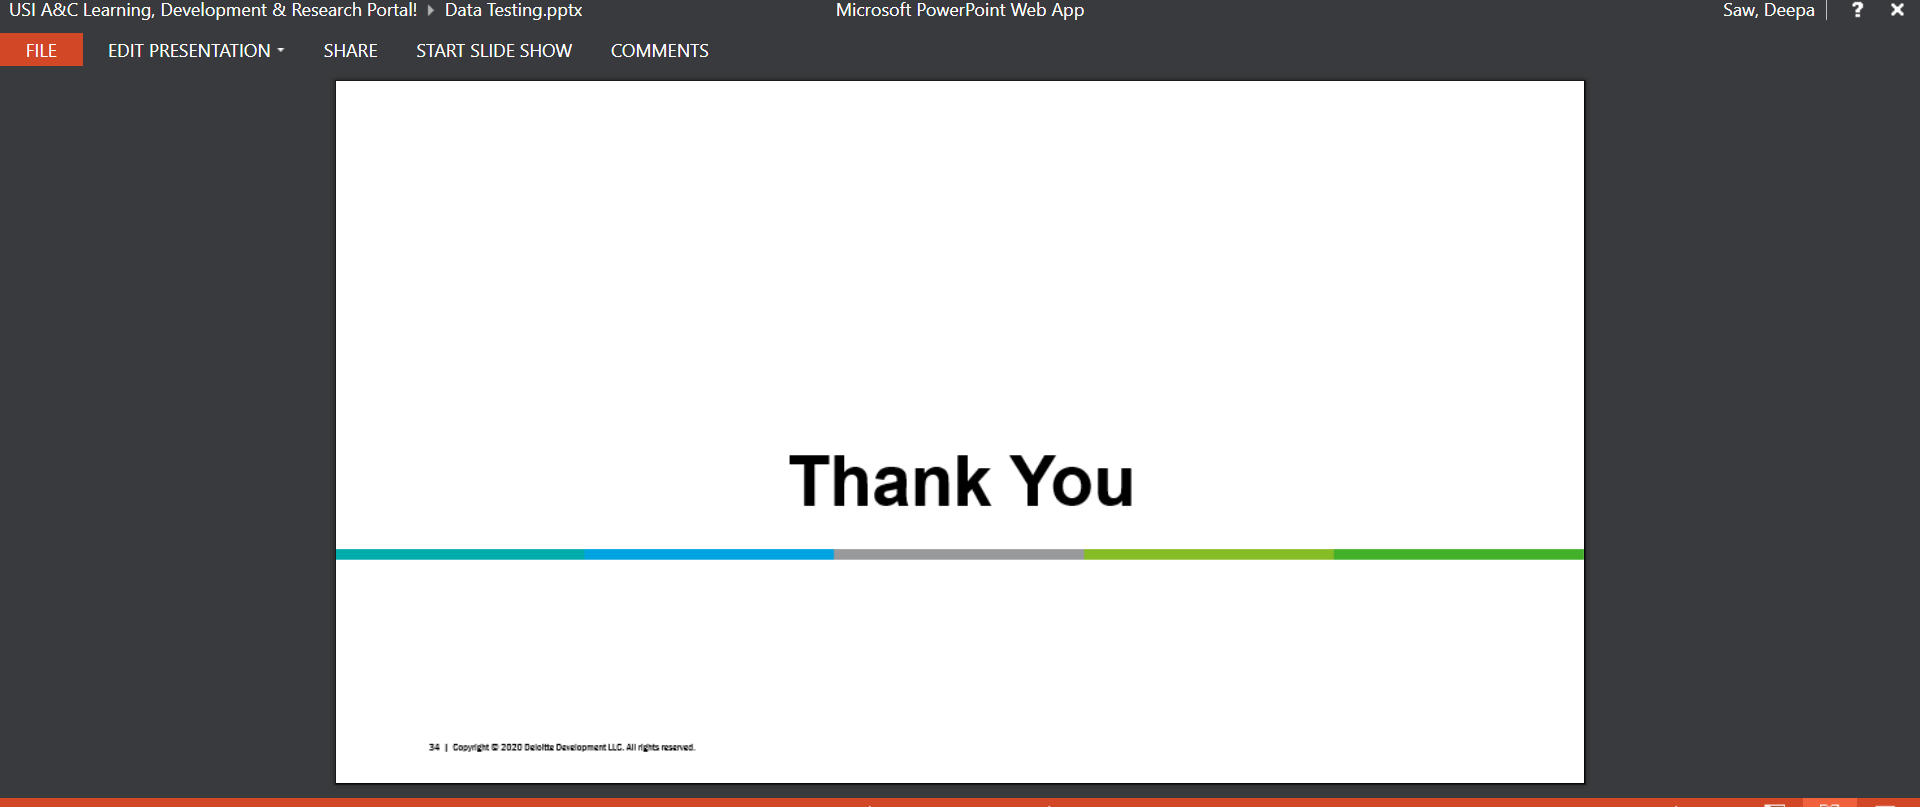 USI A&C Learning, Development & Research Portal! Data Testing.pptx Microsoft PowerPoint Web App Saw, Deepa
FILE EDIT PRESENTATION SHARE START SLIDE SHOW COMMENTS
Thank You
34 | Copyright © 2020 Deloitte Development LLC. All rights reserved.